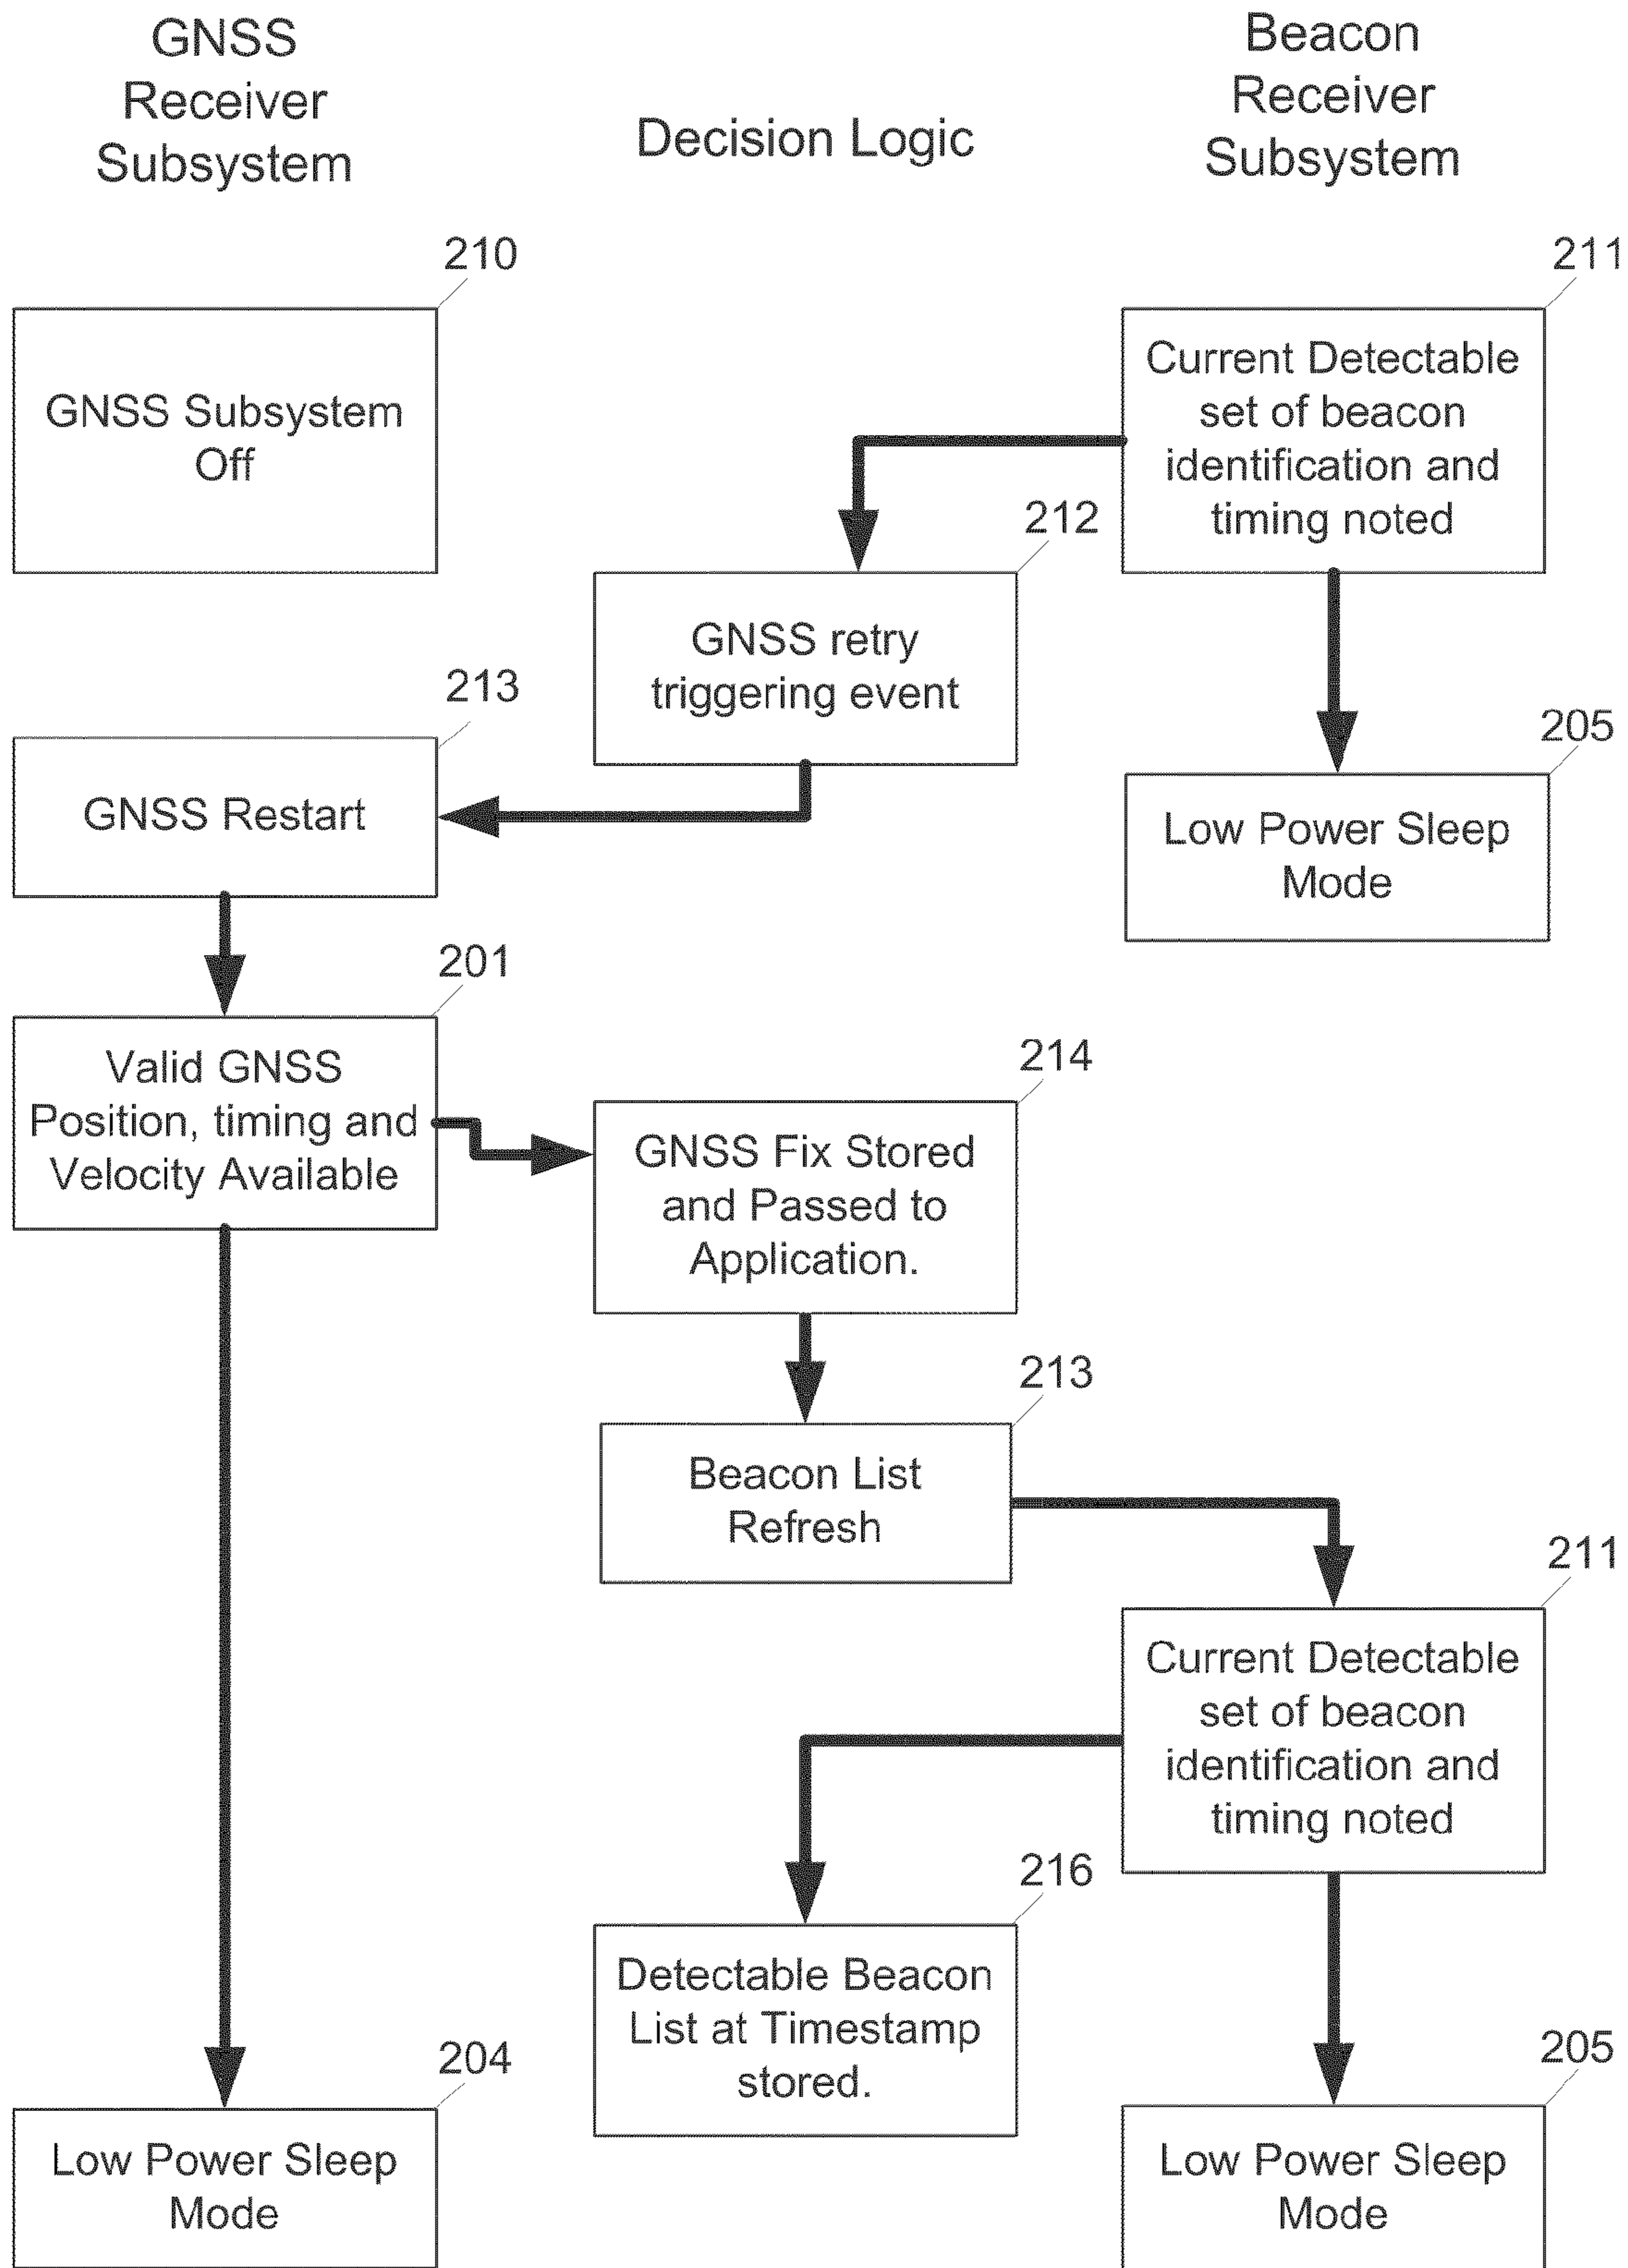 GNSS
Receiver
Subsystem
Decision Logic
Beacon
Receiver
Subsystem
210
GNSS Subsystem
Off
211
Current Detectable
set of beacon
identification and
timing noted
212
GNSS retry
triggering event
213
GNSS Restart
205
Low Power Sleep
Mode
201
Valid GNSS
Position, timing and
Velocity Available
214
GNSS Fix Stored
and Passed to
Application.
213
Beacon List
Refresh
211
Current Detectable
set of beacon
identification and
timing noted
216
Detectable Beacon
List at Timestamp
stored.
204
Low Power Sleep
Mode
205
Low Power Sleep
Mode